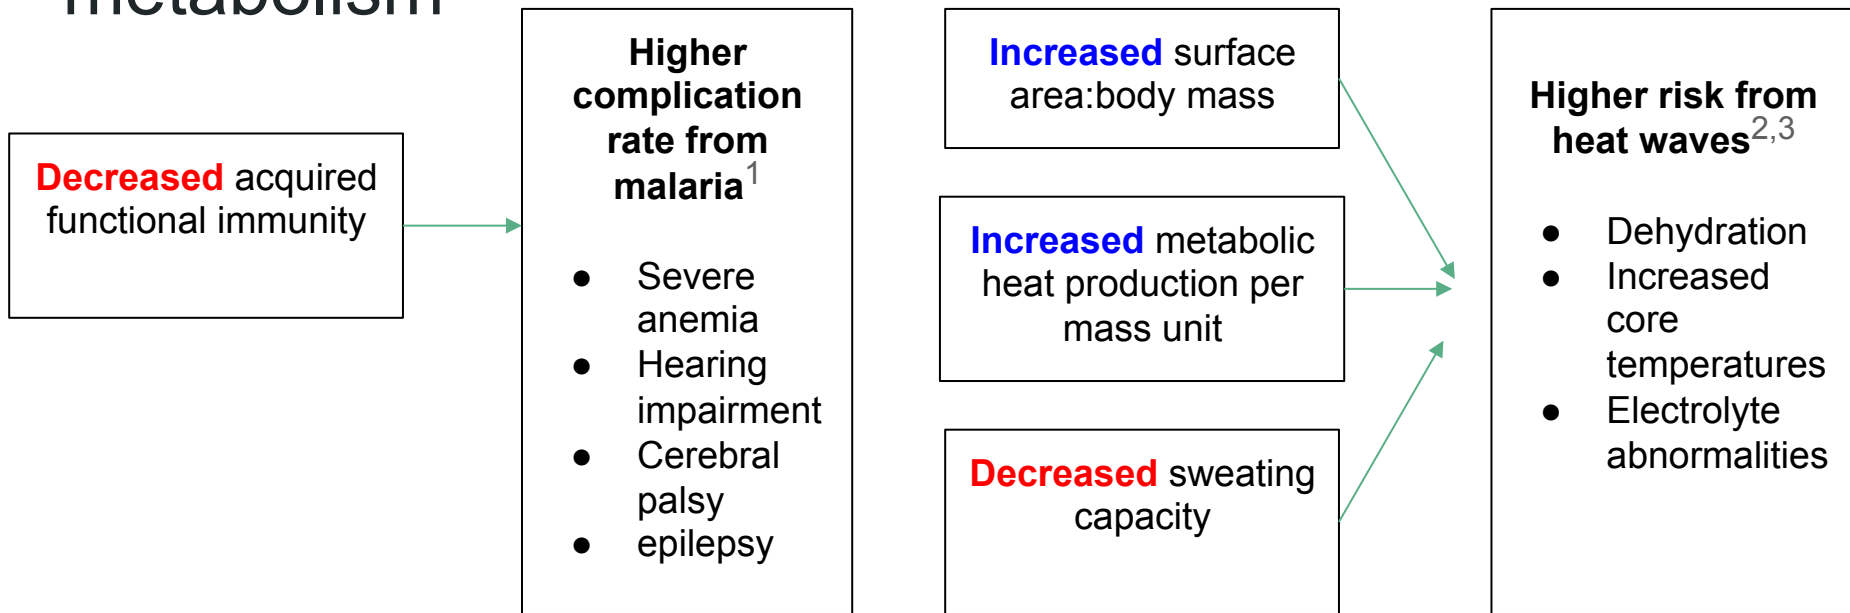 metabolism
Decreased acquired
functional immunity
Higher
complication
rate from
malaria1
● Severe
anemia
● Hearing
impairment
● Cerebral
palsy
● epilepsy
Increased surface
area:body mass
Increased metabolic
heat production per
mass unit
Decreased sweating
capacity
Higher risk from
heat waves2,3
● Dehydration
● Increased
core
temperatures
● Electrolyte
abnormalities